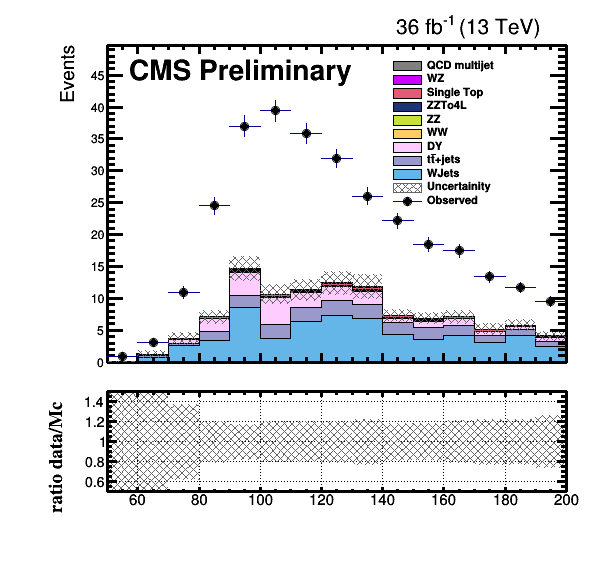 36 fb⁻¹ (13 TeV)
Events
CMS Preliminary
QCD multijet
WZ
Single Top
ZZTo4L
ZZ
WW
DY
tt̄+jets
WJets
Uncertainity
Observed
45
40
35
30
25
20
15
10
5
0
ratio data/Mc
1.4
1.2
1
0.8
0.6
60 80 100 120 140 160 180 200